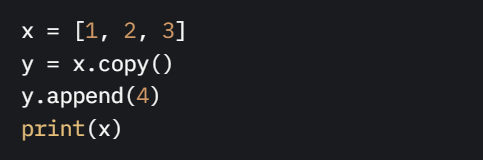 x = [1, 2, 3]
y = x.copy()
y.append(4)
print(x)